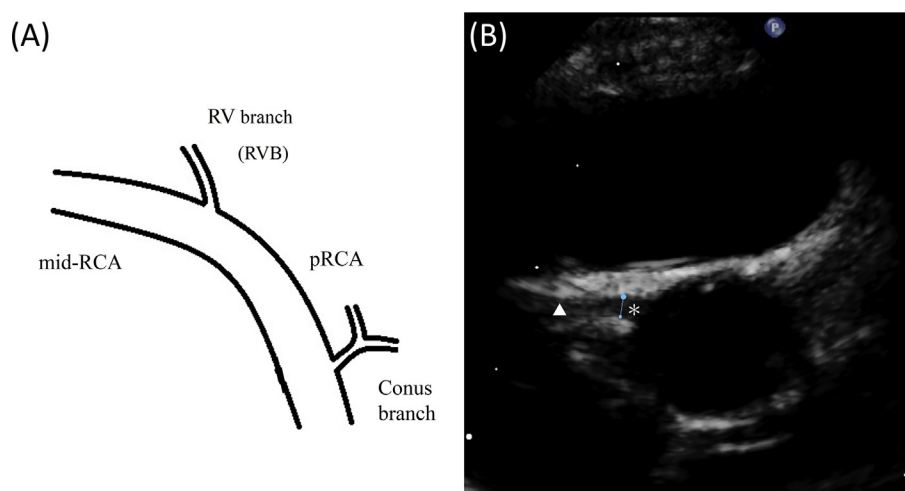 (A)
RV branch
(RVB)
mid-RCA
pRCA
Conus
branch
(B)
P
*